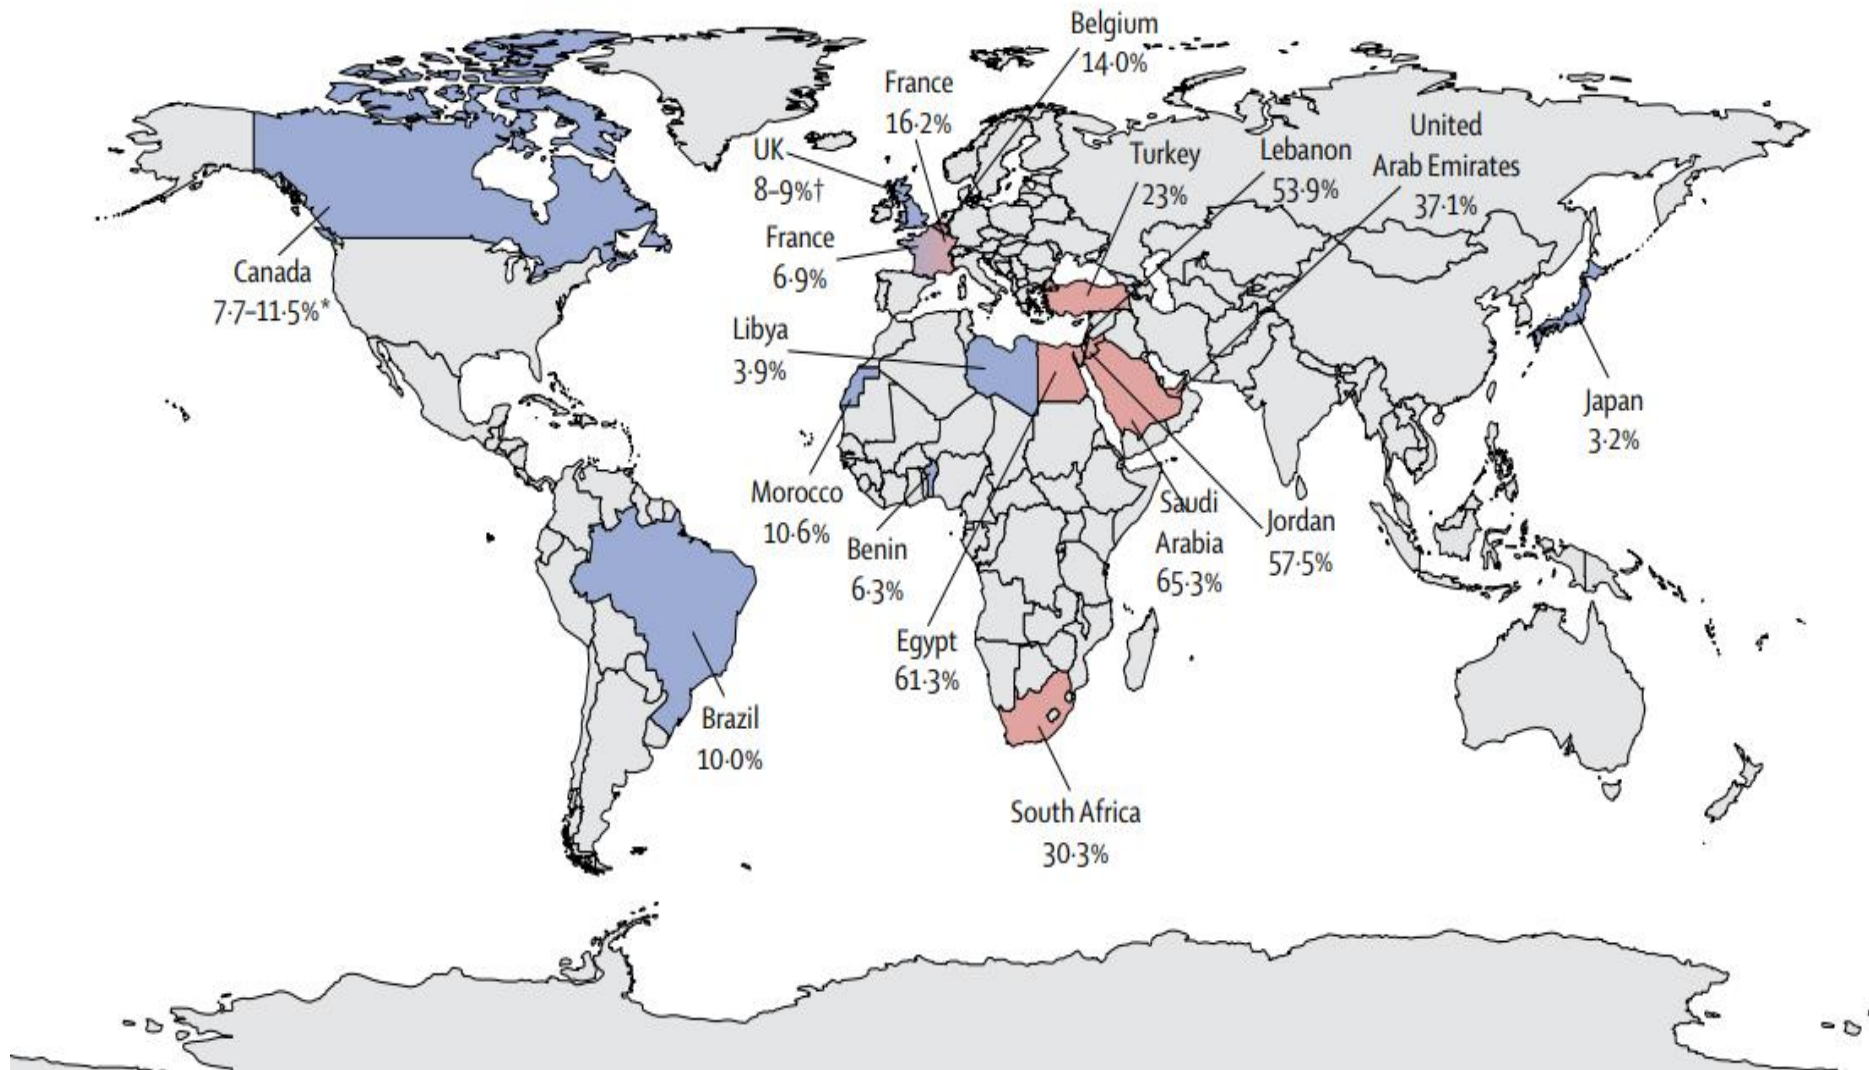 Belgium
14·0%
France
16·2%
United
Arab Emirates
37·1%
UK
8–9%†
Turkey
23%
Lebanon
53·9%
France
6·9%
Canada
7·7–11·5%*
Libya
3·9%
Japan
3·2%
Morocco
10·6%
Benin
6·3%
Saudi
Arabia
65·3%
Jordan
57·5%
Egypt
61·3%
Brazil
10·0%
South Africa
30·3%